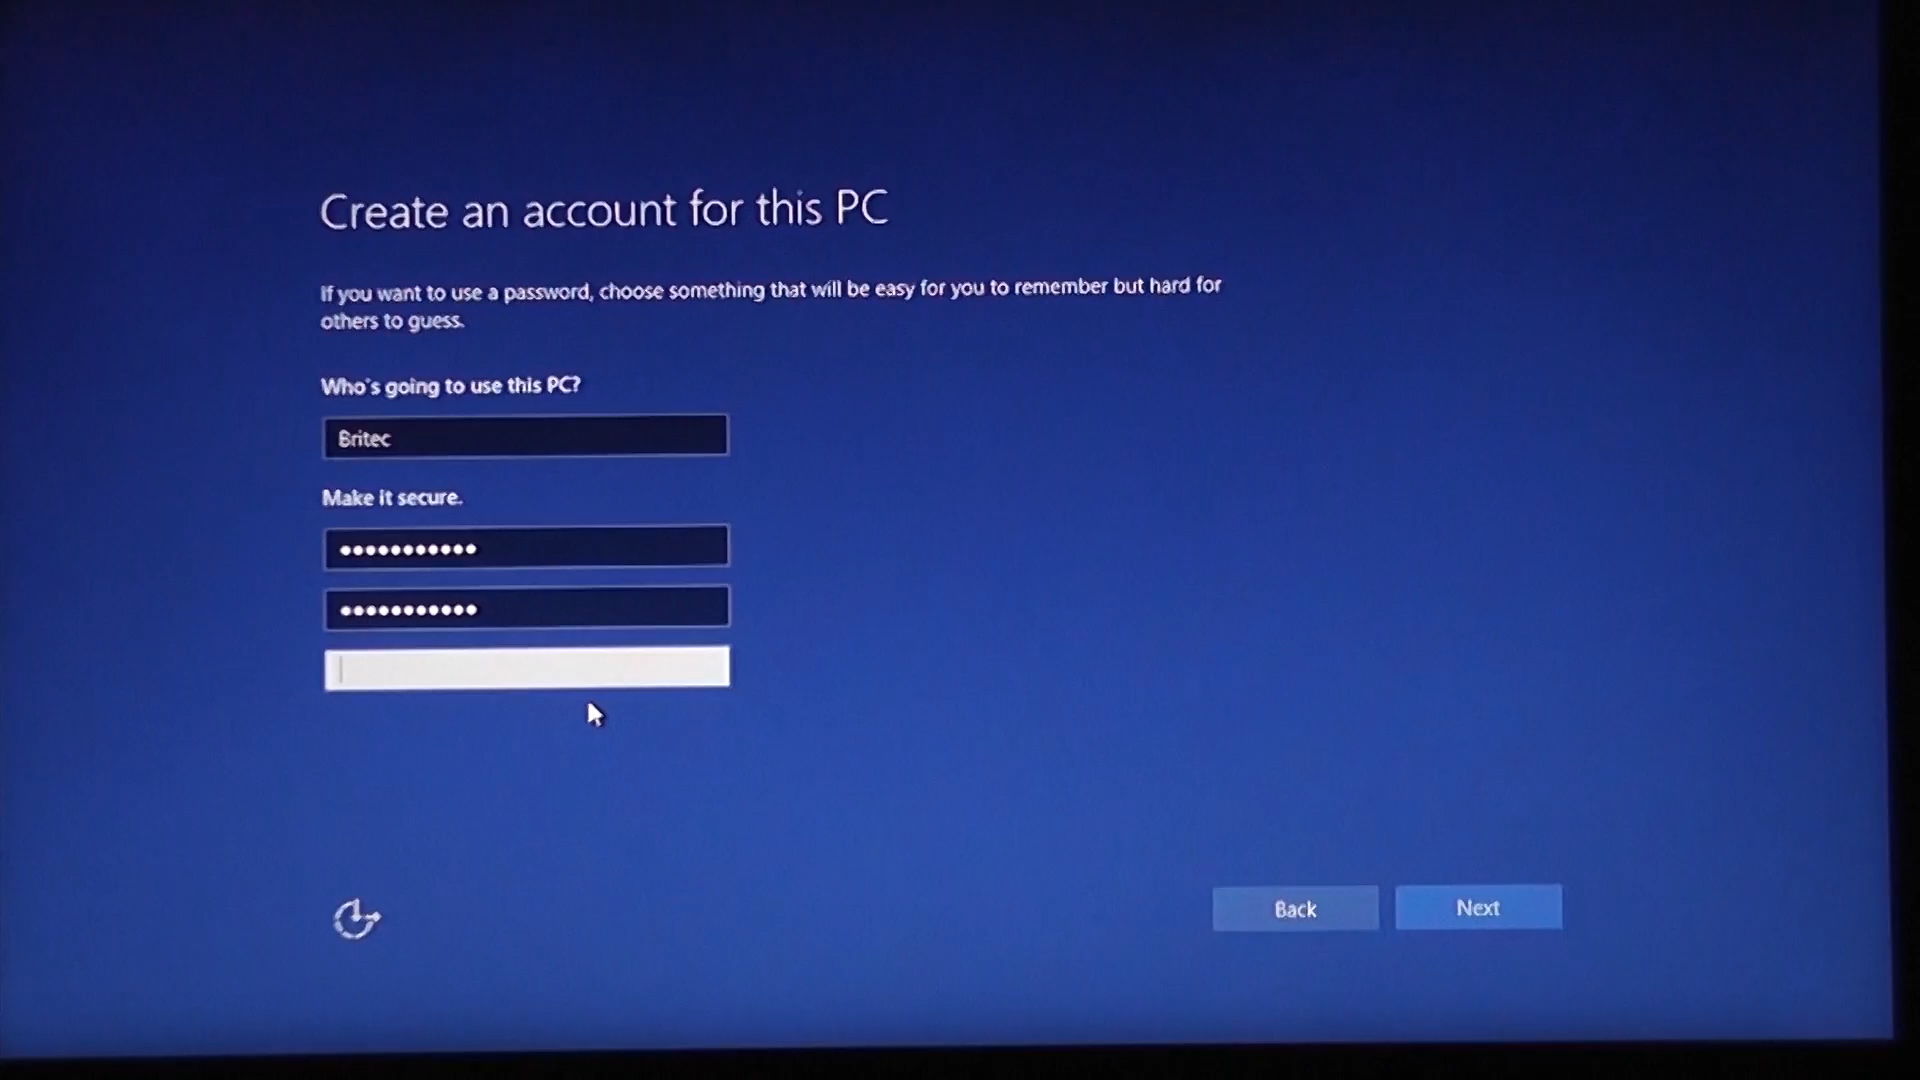 Create an account for this PC
If you want to use a password, choose something that will be easy for you to remember but hard for
others to guess.
Who's going to use this PC?
Britec
Make it secure.
●●●●●●●●●●●
●●●●●●●●●●●
Back
Next